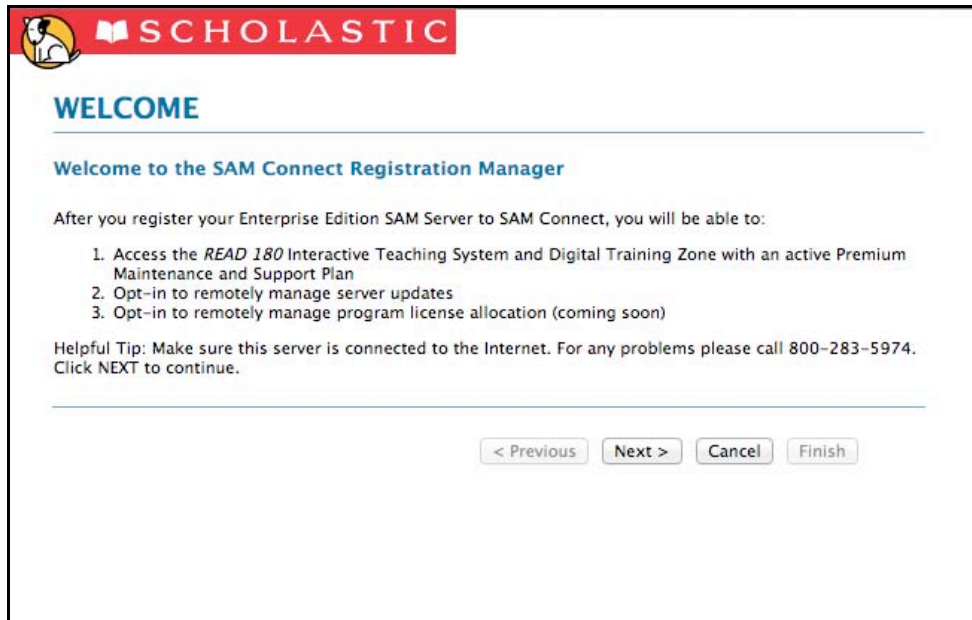 SCHOLASTIC
WELCOME
Welcome to the SAM Connect Registration Manager
After you register your Enterprise Edition SAM Server to SAM Connect, you will be able to:
1. Access the READ 180 Interactive Teaching System and Digital Training Zone with an active Premium
Maintenance and Support Plan
2. Opt-in to remotely manage server updates
3. Opt-in to remotely manage program license allocation (coming soon)
Helpful Tip: Make sure this server is connected to the Internet. For any problems please call 800-283-5974.
Click NEXT to continue.
< Previous Next > Cancel Finish